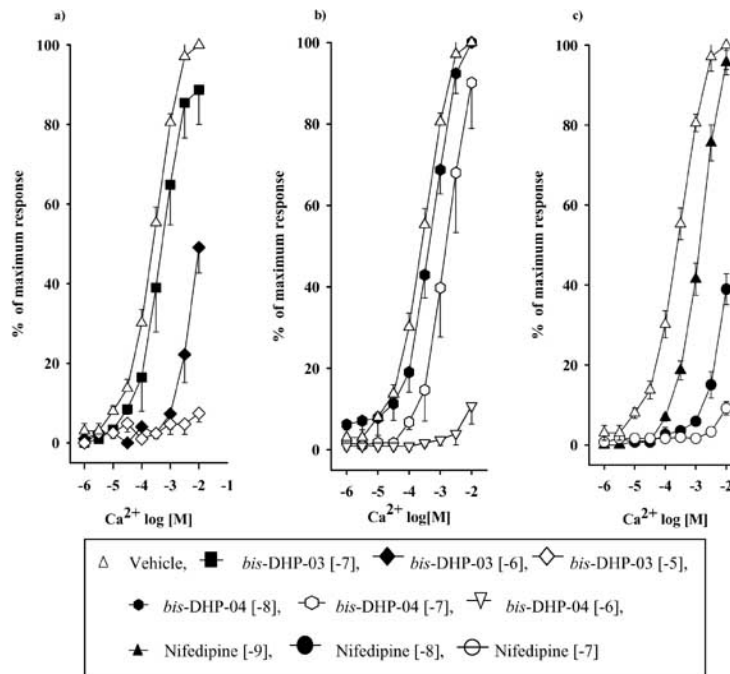 a)
b)
c)
% of maximum response
100
80
60
40
20
0
-6 -5 -4 -3 -2 -1
Ca2+ log [M]
% of maximum response
100
80
60
40
20
0
-6 -5 -4 -3 -2
Ca2+ log[M]
% of maximum response
100
80
60
40
20
0
-6 -5 -4 -3 -2
Ca2+ log[M]
Vehicle, bis-DHP-03 [-7], bis-DHP-03 [-6], bis-DHP-03 [-5],
bis-DHP-04 [-8], bis-DHP-04 [-7], bis-DHP-04 [-6],
Nifedipine [-9], Nifedipine [-8], Nifedipine [-7]